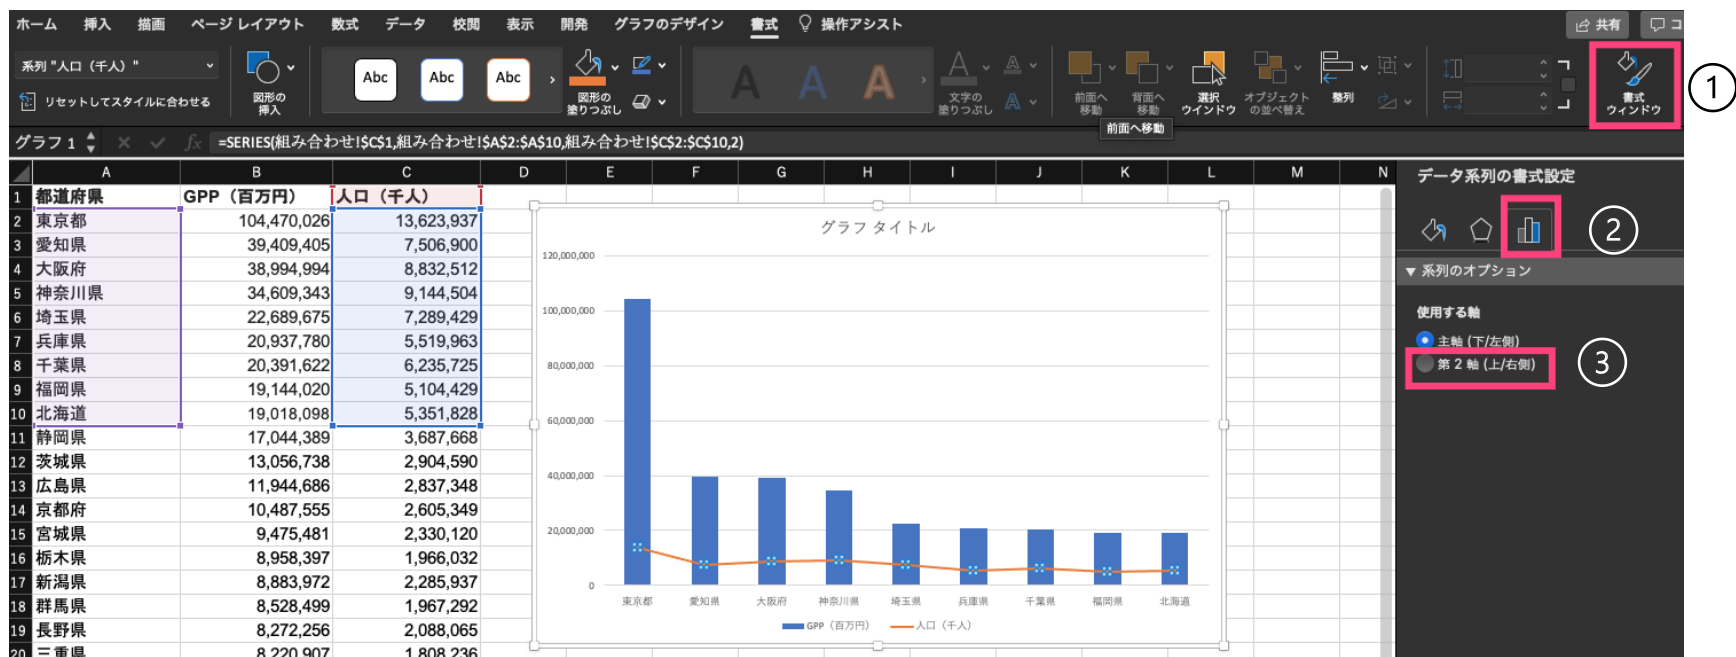 ホーム 挿入 描画 ページ レイアウト 数式 データ 校閲 表示 開発 グラフのデザイン 書式 操作アシスト 共有 コ
系列 "人口（千人）"
リセットしてスタイルに合わせる
図形の
挿入
Abc Abc Abc
図形の
塗りつぶし
A A A
文字の
塗りつぶし
前面へ
移動
背面へ
移動
選択
ウインドウ
オブジェクト
の並べ替え
整列
書式
ウィンドウ
①
前面へ移動
グラフ 1 fx =SERIES(組み合わせ!$C$1,組み合わせ!$A$2:$A$10,組み合わせ!$C$2:$C$10,2)
A B C D E F G H I J K L M N
1 都道府県 GPP（百万円） 人口（千人）
2 東京都 104,470,026 13,623,937
3 愛知県 39,409,405 7,506,900
4 大阪府 38,994,994 8,832,512
5 神奈川県 34,609,343 9,144,504
6 埼玉県 22,689,675 7,289,429
7 兵庫県 20,937,780 5,519,963
8 千葉県 20,391,622 6,235,725
9 福岡県 19,144,020 5,104,429
10 北海道 19,018,098 5,351,828
11 静岡県 17,044,389 3,687,668
12 茨城県 13,056,738 2,904,590
13 広島県 11,944,686 2,837,348
14 京都府 10,487,555 2,605,349
15 宮城県 9,475,481 2,330,120
16 栃木県 8,958,397 1,966,032
17 新潟県 8,883,972 2,285,937
18 群馬県 8,528,499 1,967,292
19 長野県 8,272,256 2,088,065
20 三重県 8,220,907 1,808,236
グラフ タイトル
120,000,000
100,000,000
80,000,000
60,000,000
40,000,000
20,000,000
0
東京都 愛知県 大阪府 神奈川県 埼玉県 兵庫県 千葉県 福岡県 北海道
GPP（百万円） 人口（千人）
データ系列の書式設定
②
▼ 系列のオプション
使用する軸
主軸 (下/左側)
第 2 軸 (上/右側)
③